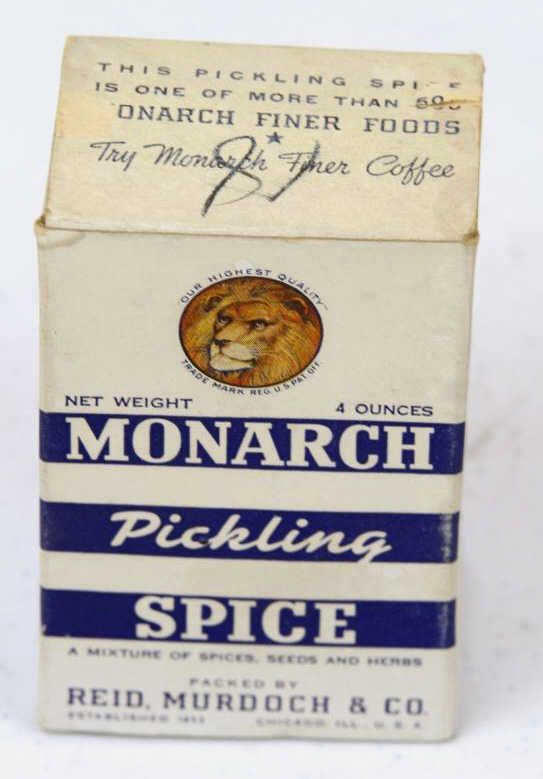 THIS PICKLING SPI E
IS ONE OF MORE THAN
ONARCH FINER FOODS
Try Monarch Finer Coffee
OUR HIGHEST QUALITY
TRADE MARK REG. U.S. PAT. OFF.
NET WEIGHT 4 OUNCES
MONARCH
Pickling
SPICE
A MIXTURE OF SPICES, SEEDS AND HERBS
PACKED BY
REID, MURDOCH & CO.
ESTABLISHED 1853 CHICAGO, ILL., U. S. A.